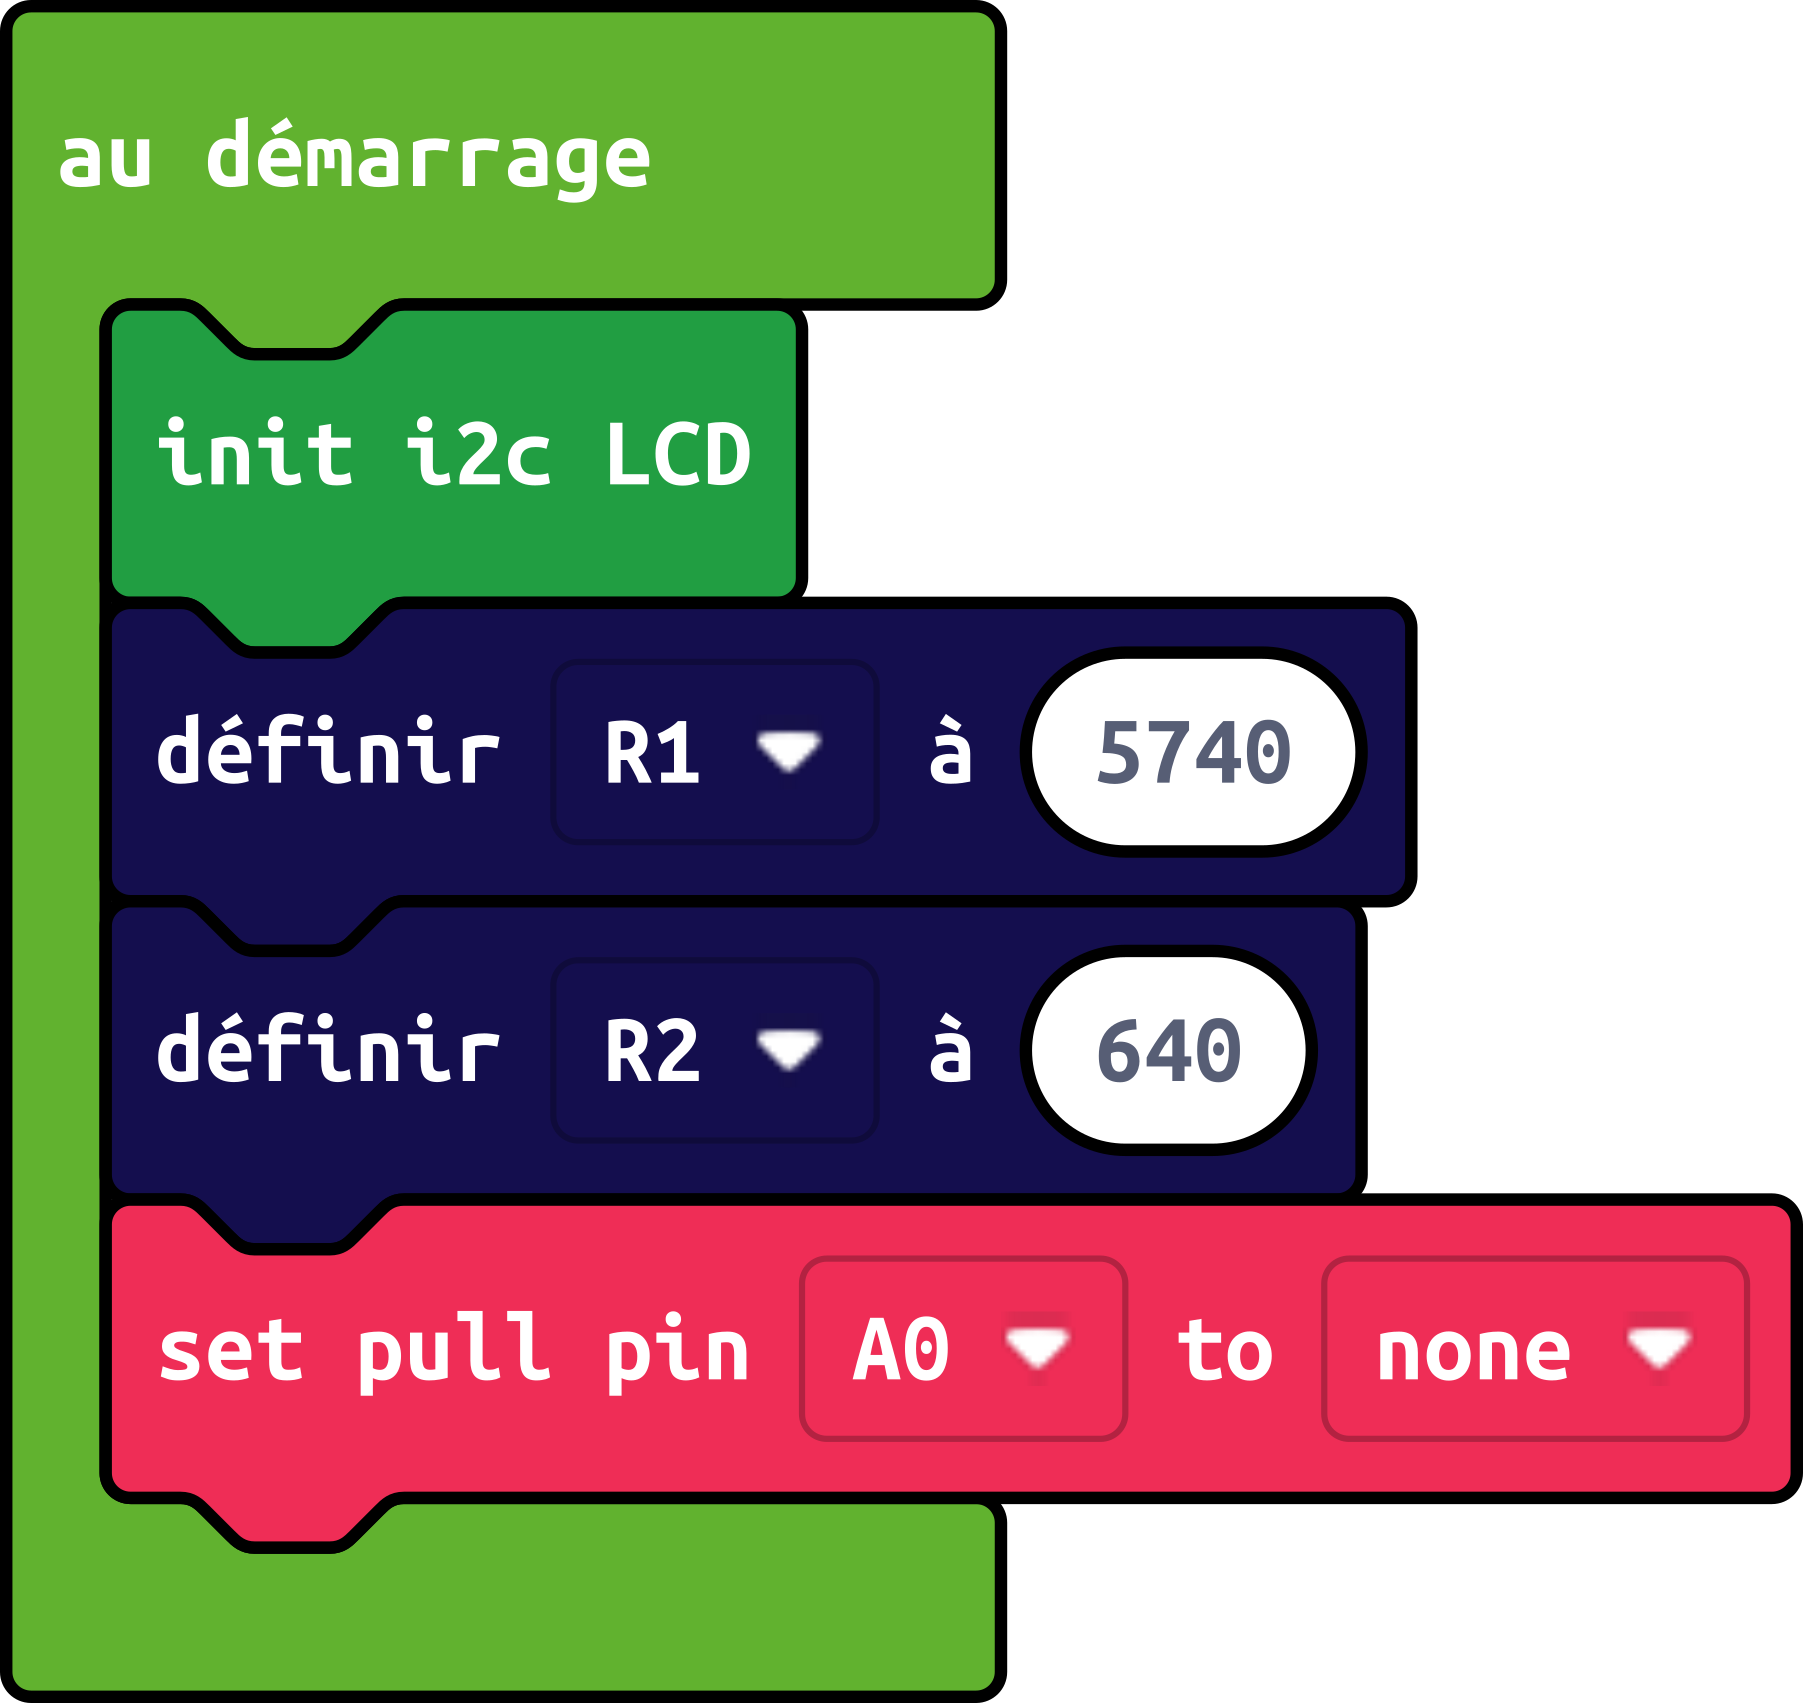 au démarrage
init i2c LCD
définir R1 à 5740
définir R2 à 640
set pull pin A0 to none